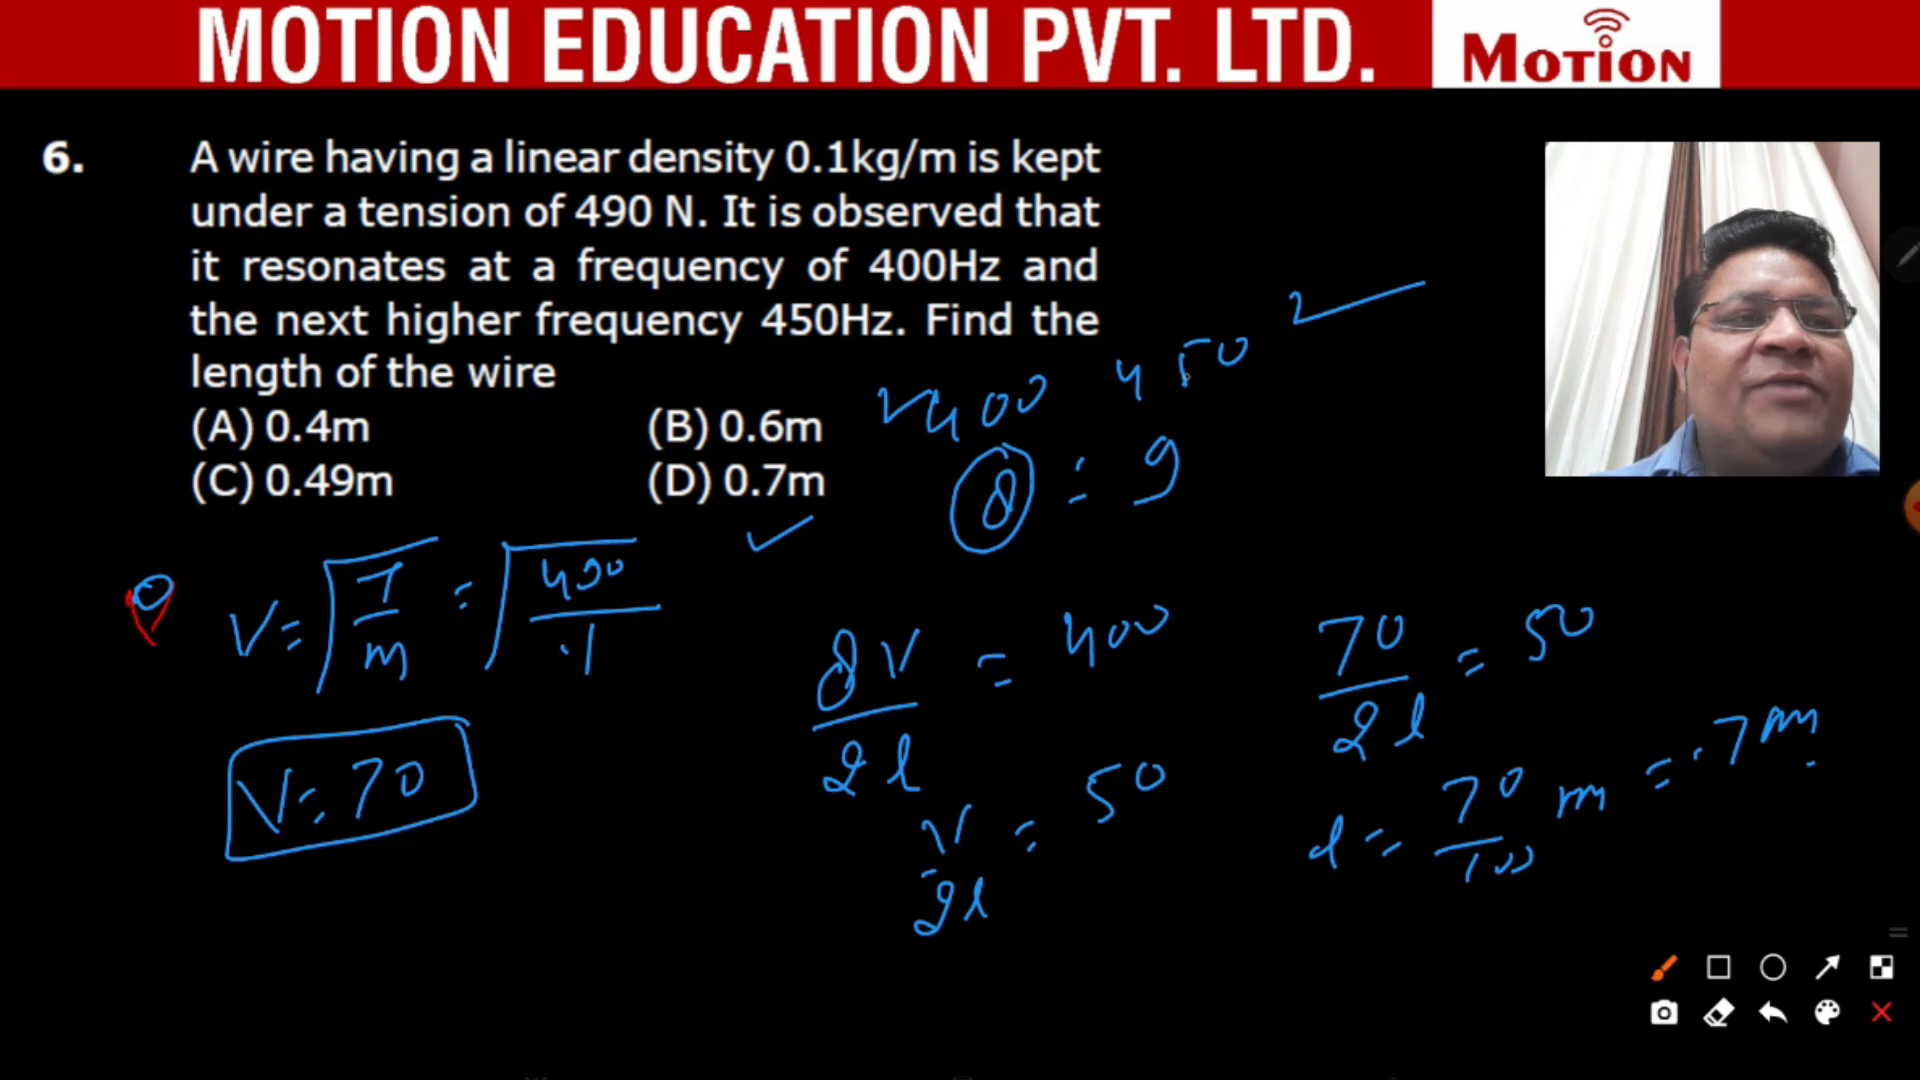 MOTION EDUCATION PVT. LTD.
MOTION
6. A wire having a linear density 0.1kg/m is kept
under a tension of 490 N. It is observed that
it resonates at a frequency of 400Hz and
the next higher frequency 450Hz. Find the
length of the wire
(A) 0.4m (B) 0.6m
(C) 0.49m (D) 0.7m
400 450
8 : 9
V = √(T/m) = √(490/.1)
V = 70
8V/2l = 400
V/2l = 50
70/2l = 50
l = 70/100 m = .7m